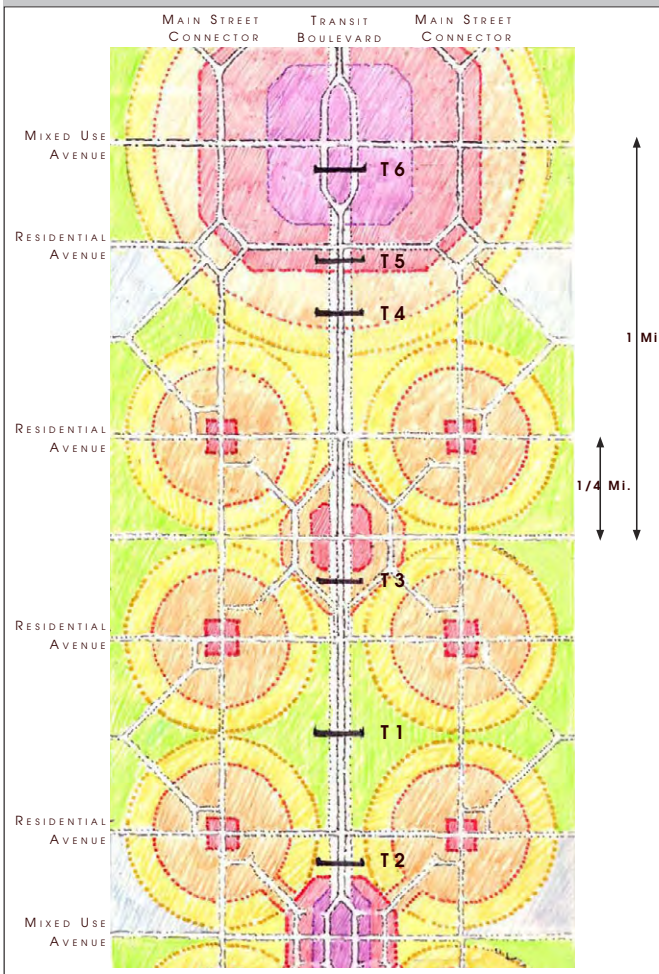 MAIN STREET
CONNECTOR
TRANSIT
BOULEVARD
MAIN STREET
CONNECTOR
MIXED USE
AVENUE
T6
RESIDENTIAL
AVENUE
T5
T4
1 Mi
RESIDENTIAL
AVENUE
1/4 Mi.
T3
RESIDENTIAL
AVENUE
T1
RESIDENTIAL
AVENUE
T2
MIXED USE
AVENUE